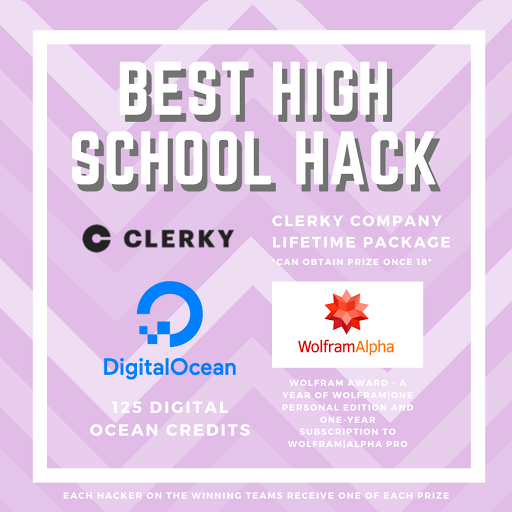 BEST HIGH
SCHOOL HACK
CLERKY
CLERKY COMPANY
LIFETIME PACKAGE
*CAN OBTAIN PRIZE ONCE 18*
DigitalOcean
125 DIGITAL
OCEAN CREDITS
WolframAlpha
WOLFRAM AWARD - A
YEAR OF WOLFRAM|ONE
PERSONAL EDITION AND
ONE-YEAR
SUBSCRIPTION TO
WOLFRAM|ALPHA PRO
EACH HACKER ON THE WINNING TEAMS RECEIVE ONE OF EACH PRIZE